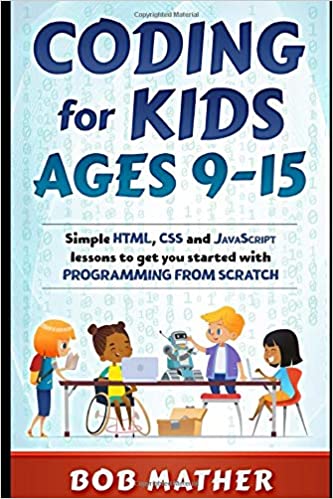 CODING
for KIDS
AGES 9-15
Simple HTML, CSS and JAVASCRIPT
lessons to get you started with
PROGRAMMING FROM SCRATCH
BOB MATHER